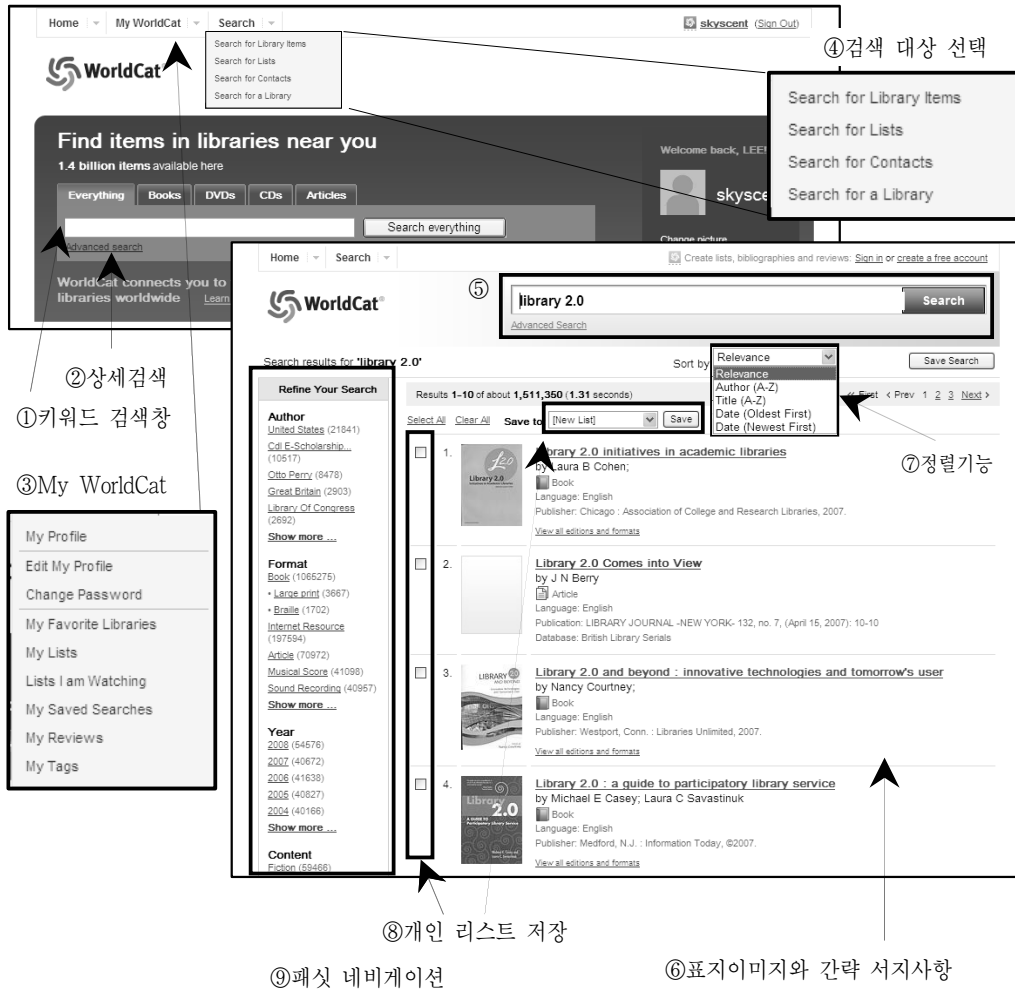 Home My WorldCat Search skyscent (Sign Out)
Search for Library Items
Search for Lists
Search for Contacts
Search for a Library
④검색 대상 선택
Search for Library Items
Search for Lists
Search for Contacts
Search for a Library
WorldCat
Find items in libraries near you
1.4 billion items available here
Welcome back, LEE!
Everything Books DVDs CDs Articles
Search everything
Advanced search
Change picture
WorldCat connects you to
libraries worldwide Learn
②상세검색
①키워드 검색창
③My WorldCat
My Profile
Edit My Profile
Change Password
My Favorite Libraries
My Lists
Lists I am Watching
My Saved Searches
My Reviews
My Tags
Home Search Create lists, bibliographies and reviews: Sign in or create a free account
WorldCat®
⑤
library 2.0 Search
Advanced Search
Search results for 'library 2.0' Sort by Relevance Save Search
Relevance
Author (A-Z)
Title (A-Z)
Date (Oldest First)
Date (Newest First)
⑦정렬기능
Refine Your Search
Author
United States (21841)
Cdl E-Scholarship...
(10517)
Otto Perry (8478)
Great Britain (2903)
Library Of Congress
(2692)
Show more ...
Format
Book (1065275)
• Large print (3667)
• Braille (1702)
Internet Resource
(197594)
Article (70972)
Musical Score (41098)
Sound Recording (40957)
Show more ...
Year
2008 (54576)
2007 (40672)
2006 (41638)
2005 (40827)
2004 (40166)
Show more ...
Content
Fiction (59466)
Results 1-10 of about 1,511,350 (1.31 seconds) « First ‹ Prev 1 2 3 Next ›
Select All Clear All Save to [New List] Save
1. Library 2.0 initiatives in academic libraries
by Laura B Cohen;
Book
Language: English
Publisher: Chicago : Association of College and Research Libraries, 2007.
View all editions and formats
2. Library 2.0 Comes into View
by J N Berry
Article
Language: English
Publication: LIBRARY JOURNAL -NEW YORK- 132, no. 7, (April 15, 2007): 10-10
Database: British Library Serials
3. Library 2.0 and beyond : innovative technologies and tomorrow's user
by Nancy Courtney;
Book
Language: English
Publisher: Westport, Conn. : Libraries Unlimited, 2007.
View all editions and formats
4. Library 2.0 : a guide to participatory library service
by Michael E Casey; Laura C Savastinuk
Book
Language: English
Publisher: Medford, N.J. : Information Today, ©2007.
View all editions and formats
⑧개인 리스트 저장
⑨패싯 네비게이션
⑥표지이미지와 간략 서지사항